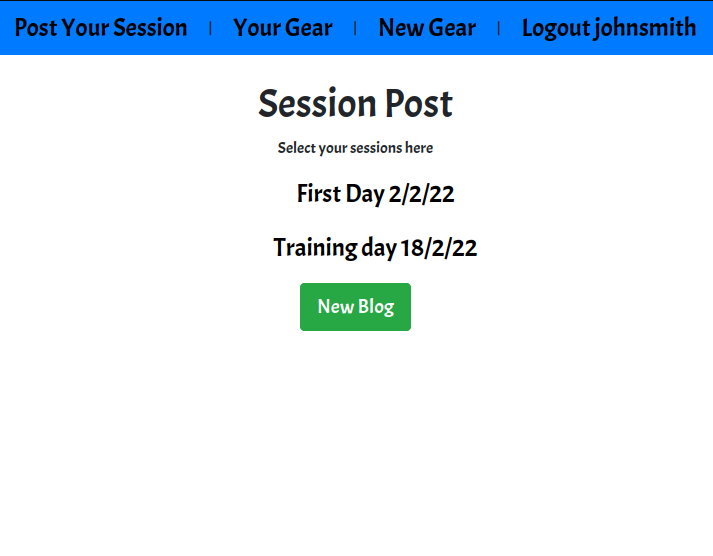 Post Your Session | Your Gear | New Gear | Logout johnsmith
Session Post
Select your sessions here
First Day 2/2/22
Training day 18/2/22
New Blog